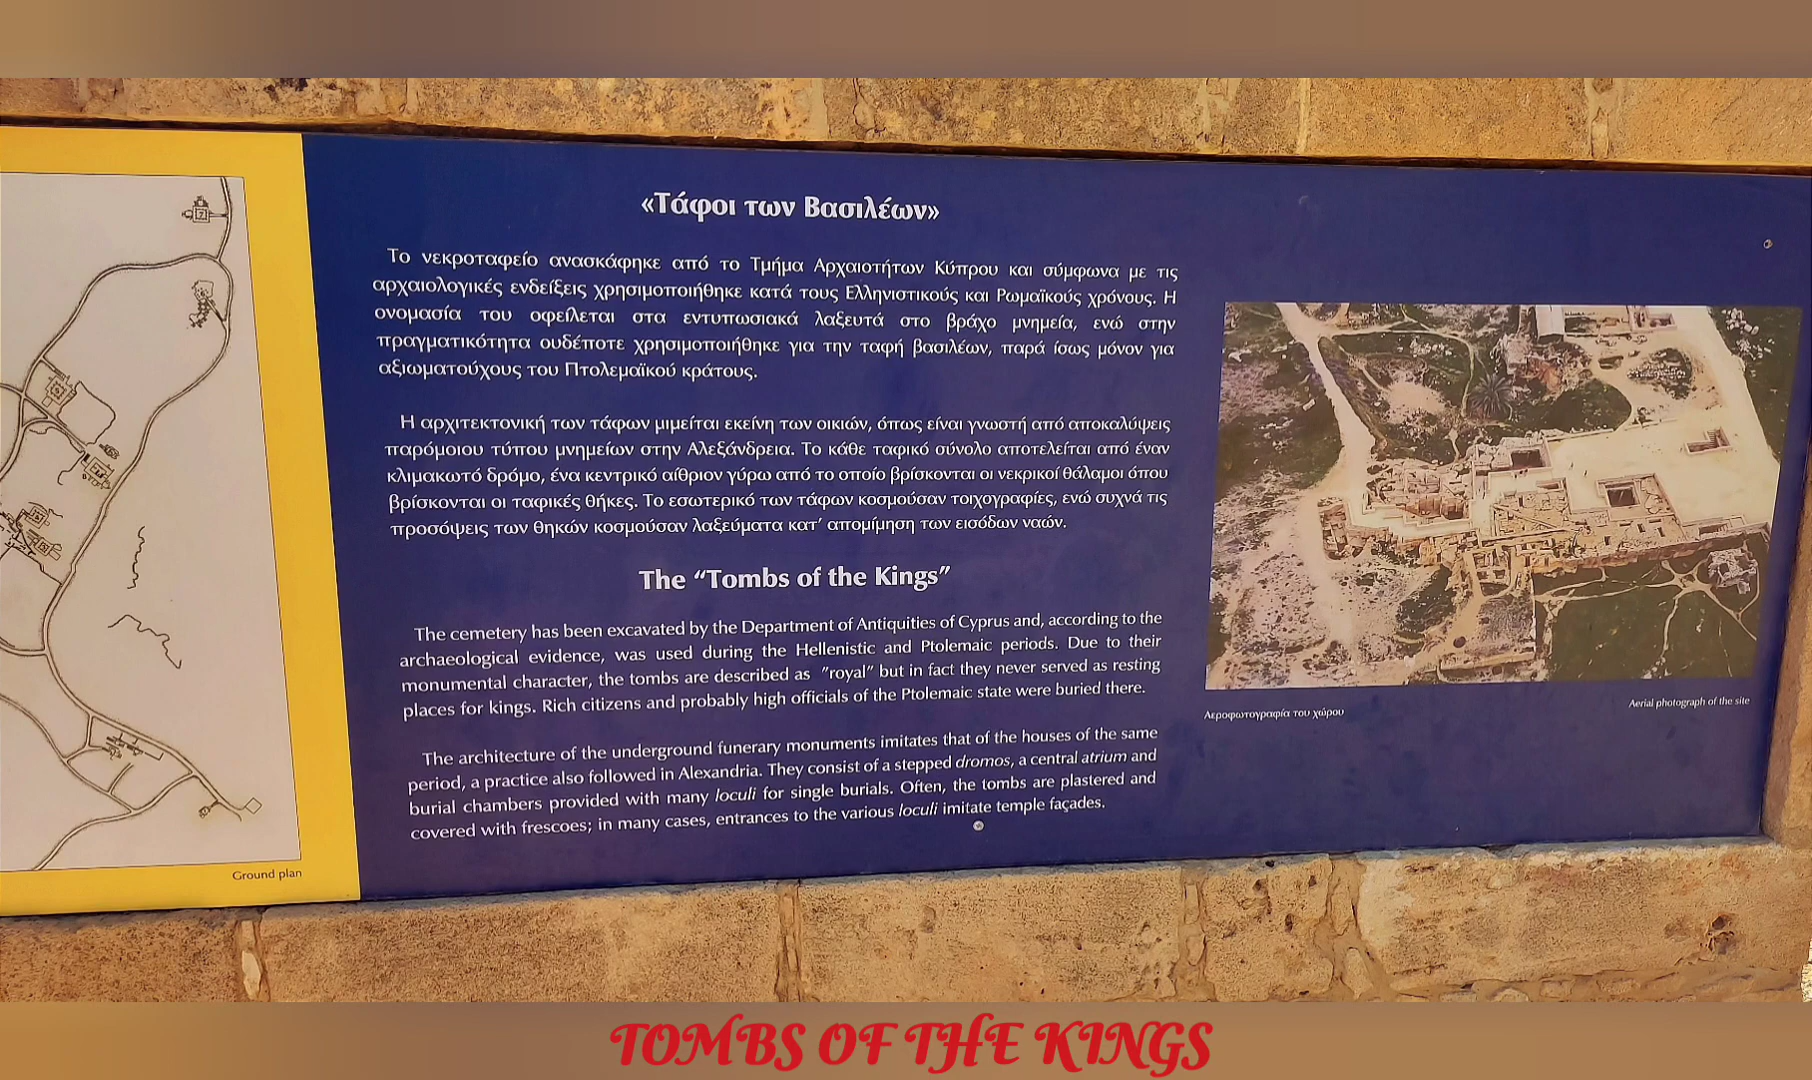 «Τάφοι των Βασιλέων»
Το νεκροταφείο ανασκάφηκε από το Τμήμα Αρχαιοτήτων Κύπρου και σύμφωνα με τις
αρχαιολογικές ενδείξεις χρησιμοποιήθηκε κατά τους Ελληνιστικούς και Ρωμαϊκούς χρόνους. Η
ονομασία του οφείλεται στα εντυπωσιακά λαξευτά στο βράχο μνημεία, ενώ στην
πραγματικότητα ουδέποτε χρησιμοποιήθηκε για την ταφή βασιλέων, παρά ίσως μόνον για
αξιωματούχους του Πτολεμαϊκού κράτους.
Η αρχιτεκτονική των τάφων μιμείται εκείνη των οικιών, όπως είναι γνωστή από αποκαλύψεις
παρόμοιου τύπου μνημείων στην Αλεξάνδρεια. Το κάθε ταφικό σύνολο αποτελείται από έναν
κλιμακωτό δρόμο, ένα κεντρικό αίθριον γύρω από το οποίο βρίσκονται οι νεκρικοί θάλαμοι όπου
βρίσκονται οι ταφικές θήκες. Το εσωτερικό των τάφων κοσμούσαν τοιχογραφίες, ενώ συχνά τις
προσόψεις των θηκών κοσμούσαν λαξεύματα κατ’ απομίμηση των εισόδων ναών.
The “Tombs of the Kings”
The cemetery has been excavated by the Department of Antiquities of Cyprus and, according to the
archaeological evidence, was used during the Hellenistic and Ptolemaic periods. Due to their
monumental character, the tombs are described as ”royal” but in fact they never served as resting
places for kings. Rich citizens and probably high officials of the Ptolemaic state were buried there.
The architecture of the underground funerary monuments imitates that of the houses of the same
period, a practice also followed in Alexandria. They consist of a stepped dromos, a central atrium and
burial chambers provided with many loculi for single burials. Often, the tombs are plastered and
covered with frescoes; in many cases, entrances to the various loculi imitate temple façades.
Αεροφωτογραφία του χώρου
Aerial photograph of the site
Ground plan
TOMBS OF THE KINGS